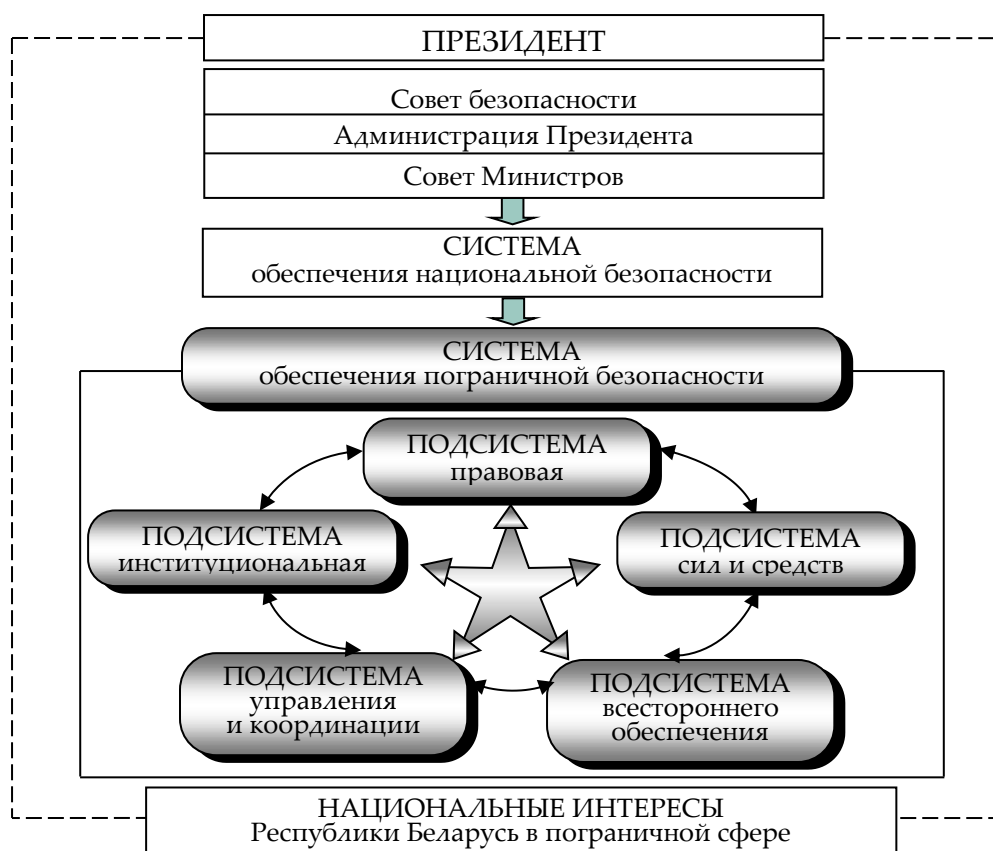 ПРЕЗИДЕНТ
Совет безопасности
Администрация Президента
Совет Министров
СИСТЕМА
обеспечения национальной безопасности
СИСТЕМА
обеспечения пограничной безопасности
ПОДСИСТЕМА
правовая
ПОДСИСТЕМА
институциональная
ПОДСИСТЕМА
сил и средств
ПОДСИСТЕМА
управления
и координации
ПОДСИСТЕМА
всестороннего
обеспечения
НАЦИОНАЛЬНЫЕ ИНТЕРЕСЫ
Республики Беларусь в пограничной сфере